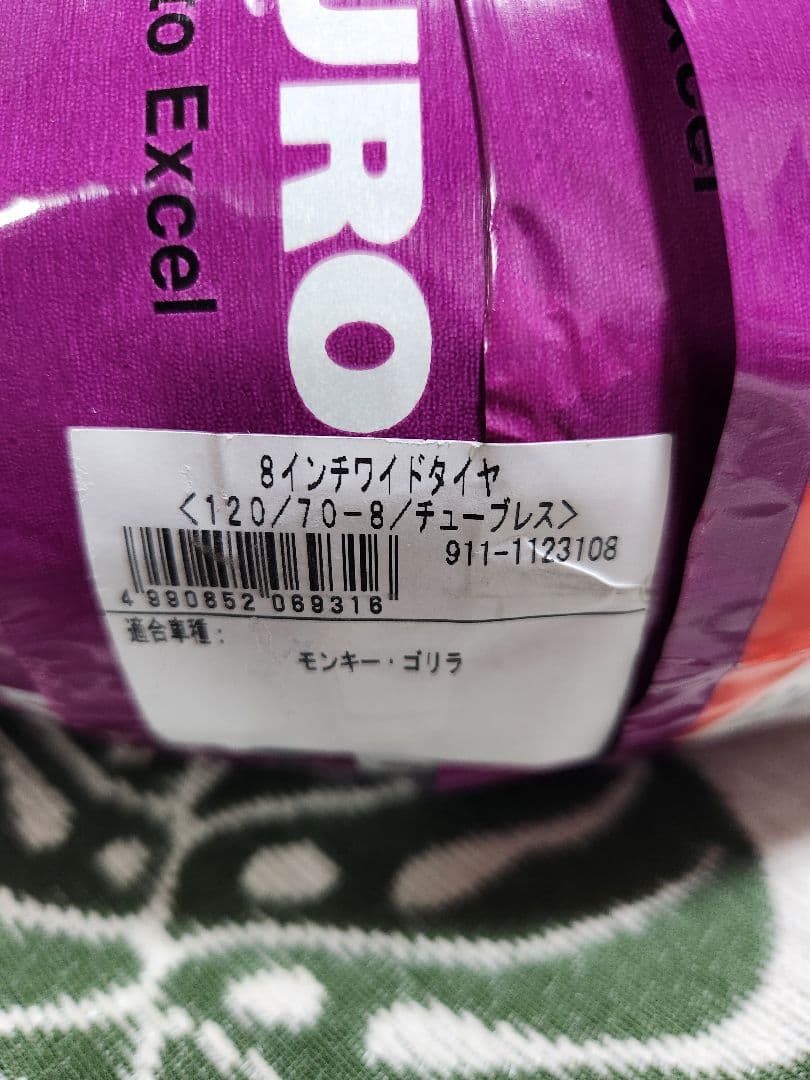 to Excel
URO
xcel
8インチワイドタイヤ
<120/70-8/チューブレス>
911-1123108
4 990852 069316
適合車種:
モンキー・ゴリラ